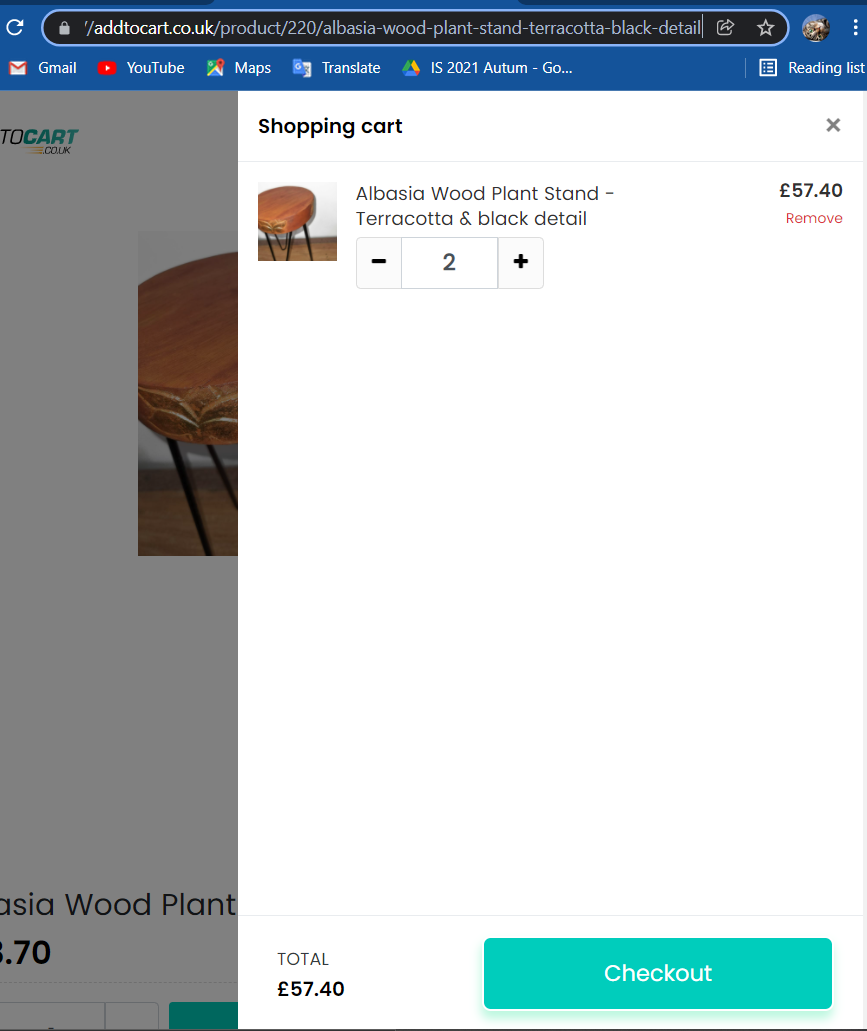 /addtocart.co.uk/product/220/albasia-wood-plant-stand-terracotta-black-detail
Gmail YouTube Maps Translate IS 2021 Autum - Go... Reading list
TOCART
.CO.UK
Shopping cart
Albasia Wood Plant Stand -
Terracotta & black detail
£57.40
Remove
2
asia Wood Plant
.70
TOTAL
£57.40
Checkout